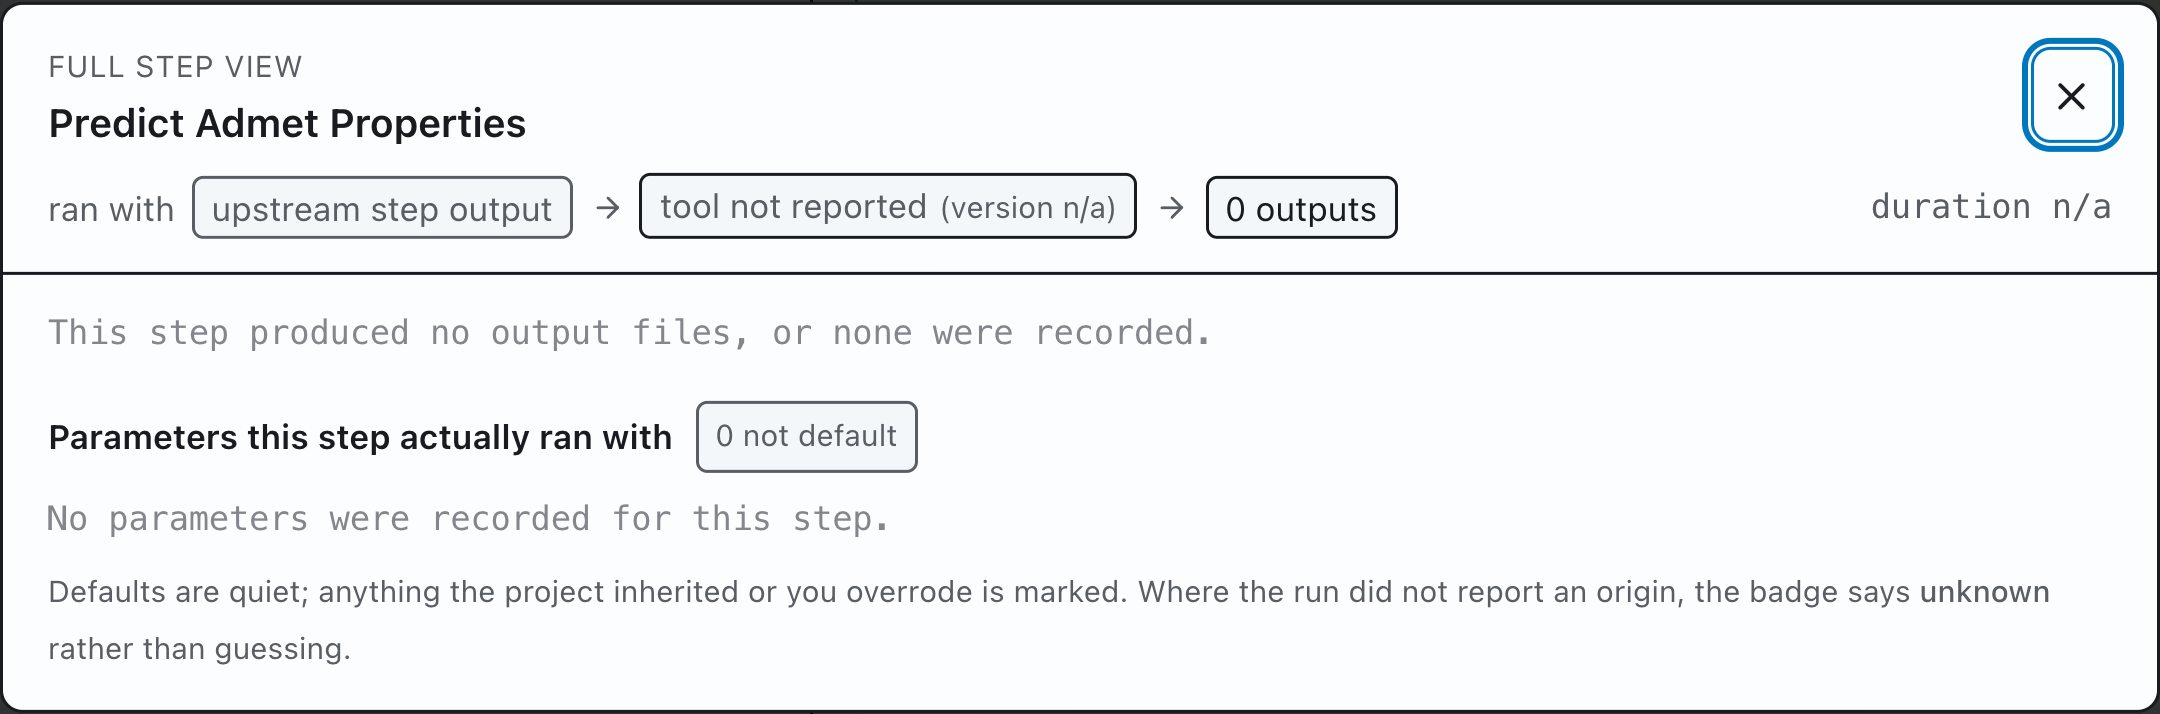 FULL STEP VIEW
Predict Admet Properties
ran with upstream step output → tool not reported (version n/a) → 0 outputs duration n/a
This step produced no output files, or none were recorded.
Parameters this step actually ran with 0 not default
No parameters were recorded for this step.
Defaults are quiet; anything the project inherited or you overrode is marked. Where the run did not report an origin, the badge says unknown
rather than guessing.